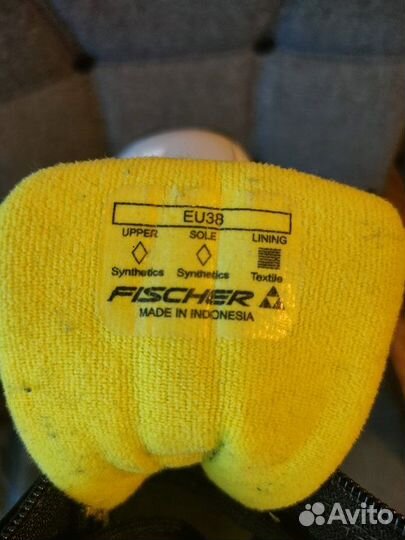 EU38
UPPER SOLE LINING
Synthetics Synthetics Textile
FISCHER
MADE IN INDONESIA
Avito